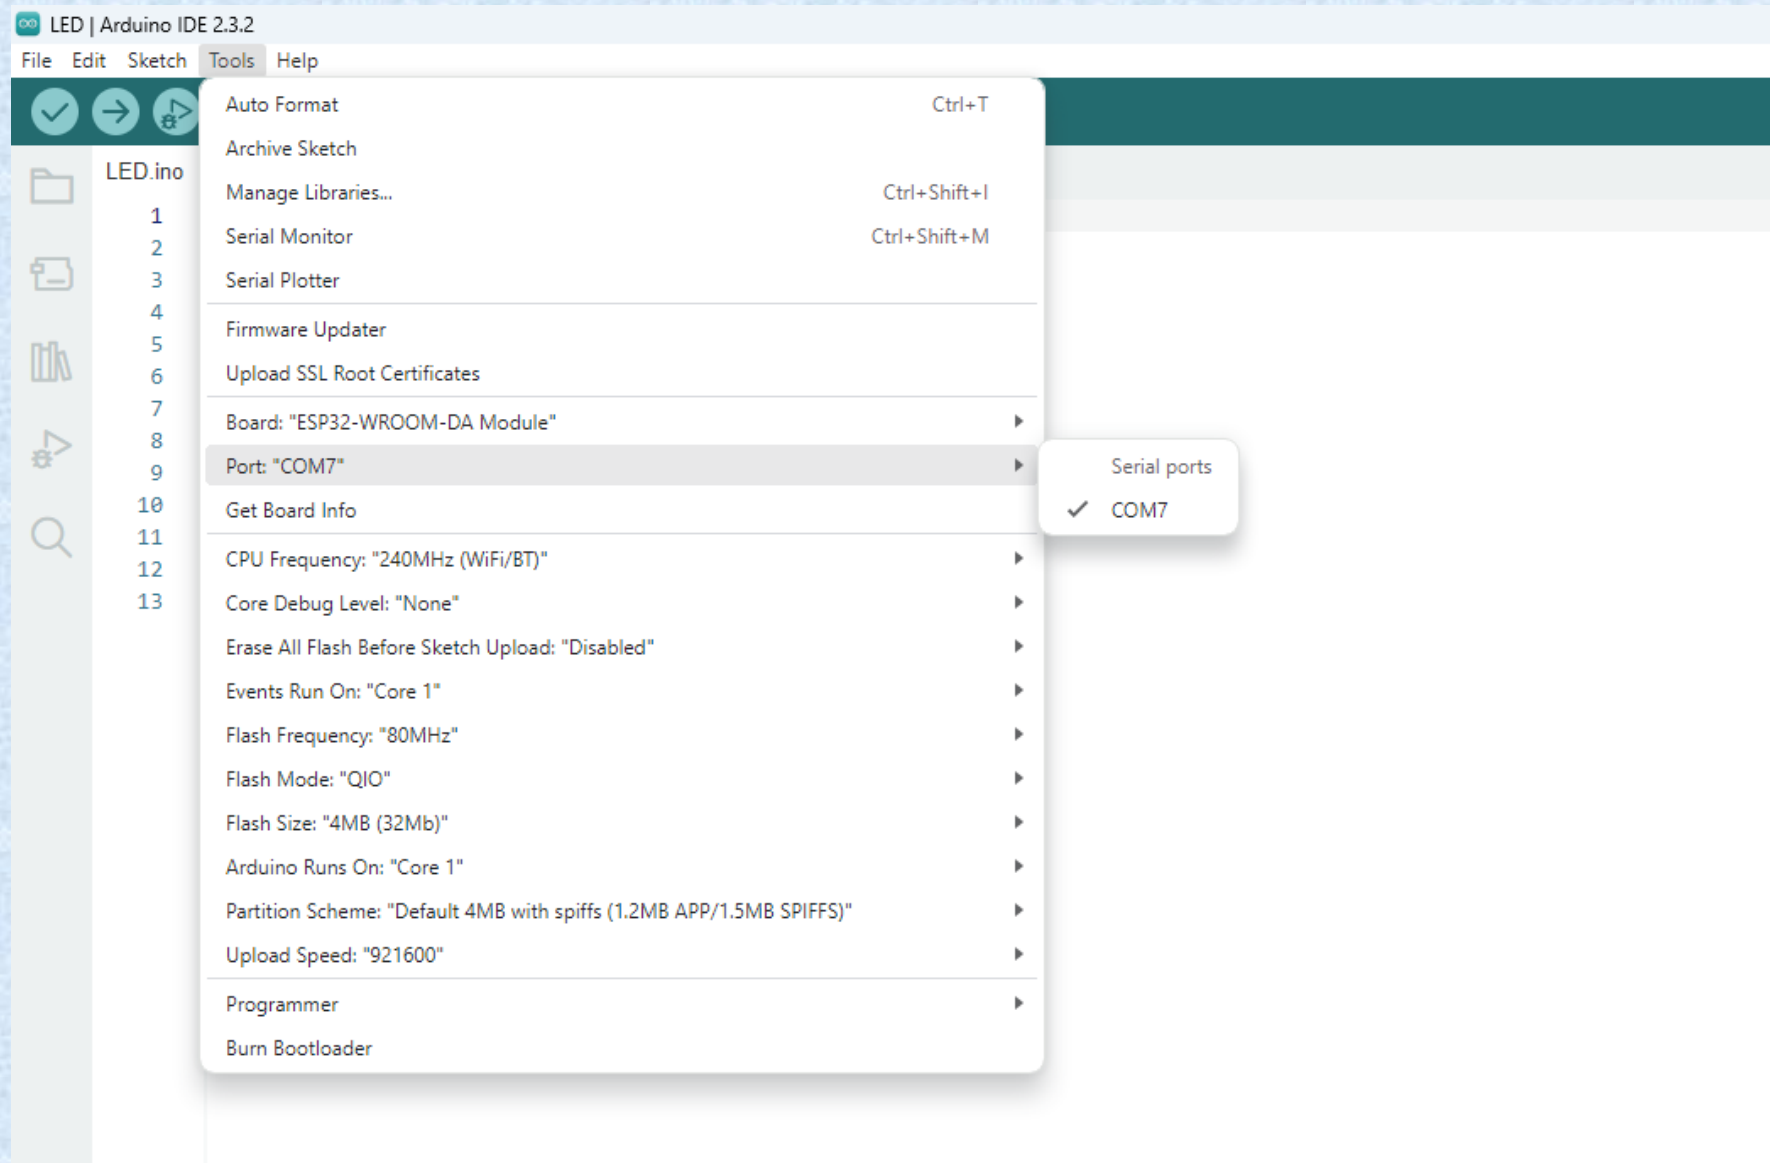 LED | Arduino IDE 2.3.2
File Edit Sketch Tools Help
LED.ino
1
2
3
4
5
6
7
8
9
10
11
12
13
Auto Format Ctrl+T
Archive Sketch
Manage Libraries... Ctrl+Shift+I
Serial Monitor Ctrl+Shift+M
Serial Plotter
Firmware Updater
Upload SSL Root Certificates
Board: "ESP32-WROOM-DA Module"
Port: "COM7"
Get Board Info
CPU Frequency: "240MHz (WiFi/BT)"
Core Debug Level: "None"
Erase All Flash Before Sketch Upload: "Disabled"
Events Run On: "Core 1"
Flash Frequency: "80MHz"
Flash Mode: "QIO"
Flash Size: "4MB (32Mb)"
Arduino Runs On: "Core 1"
Partition Scheme: "Default 4MB with spiffs (1.2MB APP/1.5MB SPIFFS)"
Upload Speed: "921600"
Programmer
Burn Bootloader
Serial ports
COM7